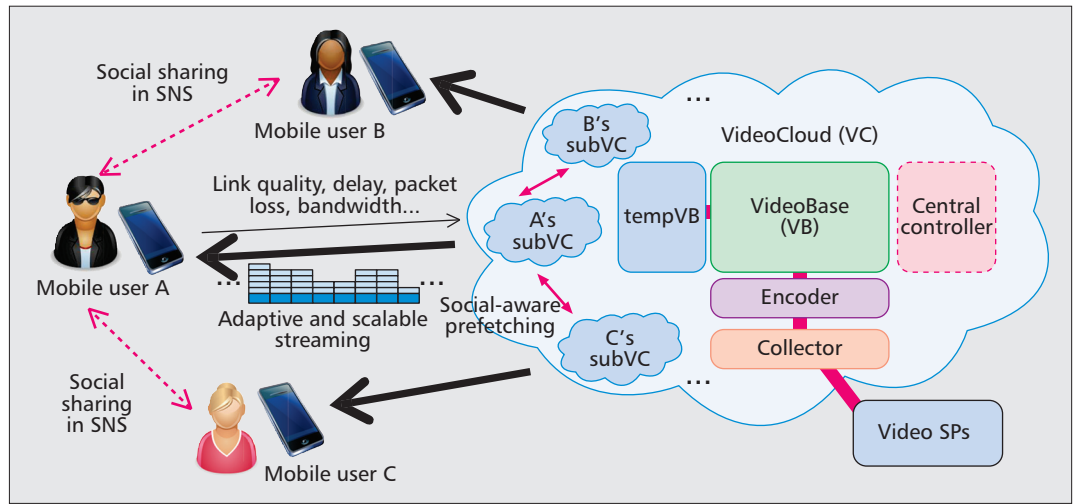 Social sharing
in SNS
Mobile user B
...
B's
subVC
VideoCloud (VC)
Link quality, delay, packet
loss, bandwidth...
A's
subVC
tempVB
VideoBase
(VB)
Central
controller
Mobile user A
...
...
Adaptive and scalable
streaming
Social-aware
prefetching
Encoder
C's
subVC
Collector
...
Social
sharing
in SNS
Mobile user C
Video SPs